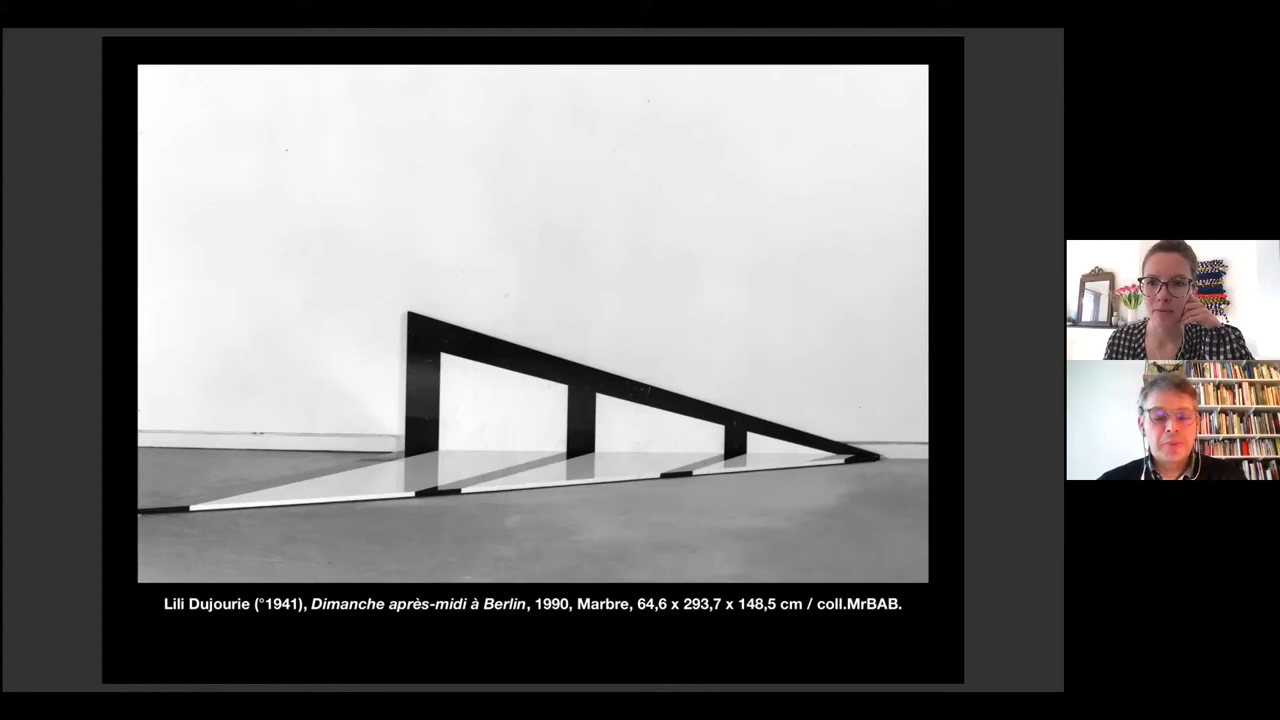 Lili Dujourie (°1941), Dimanche après-midi à Berlin, 1990, Marbre, 64,6 x 293,7 x 148,5 cm / coll.MrBAB.